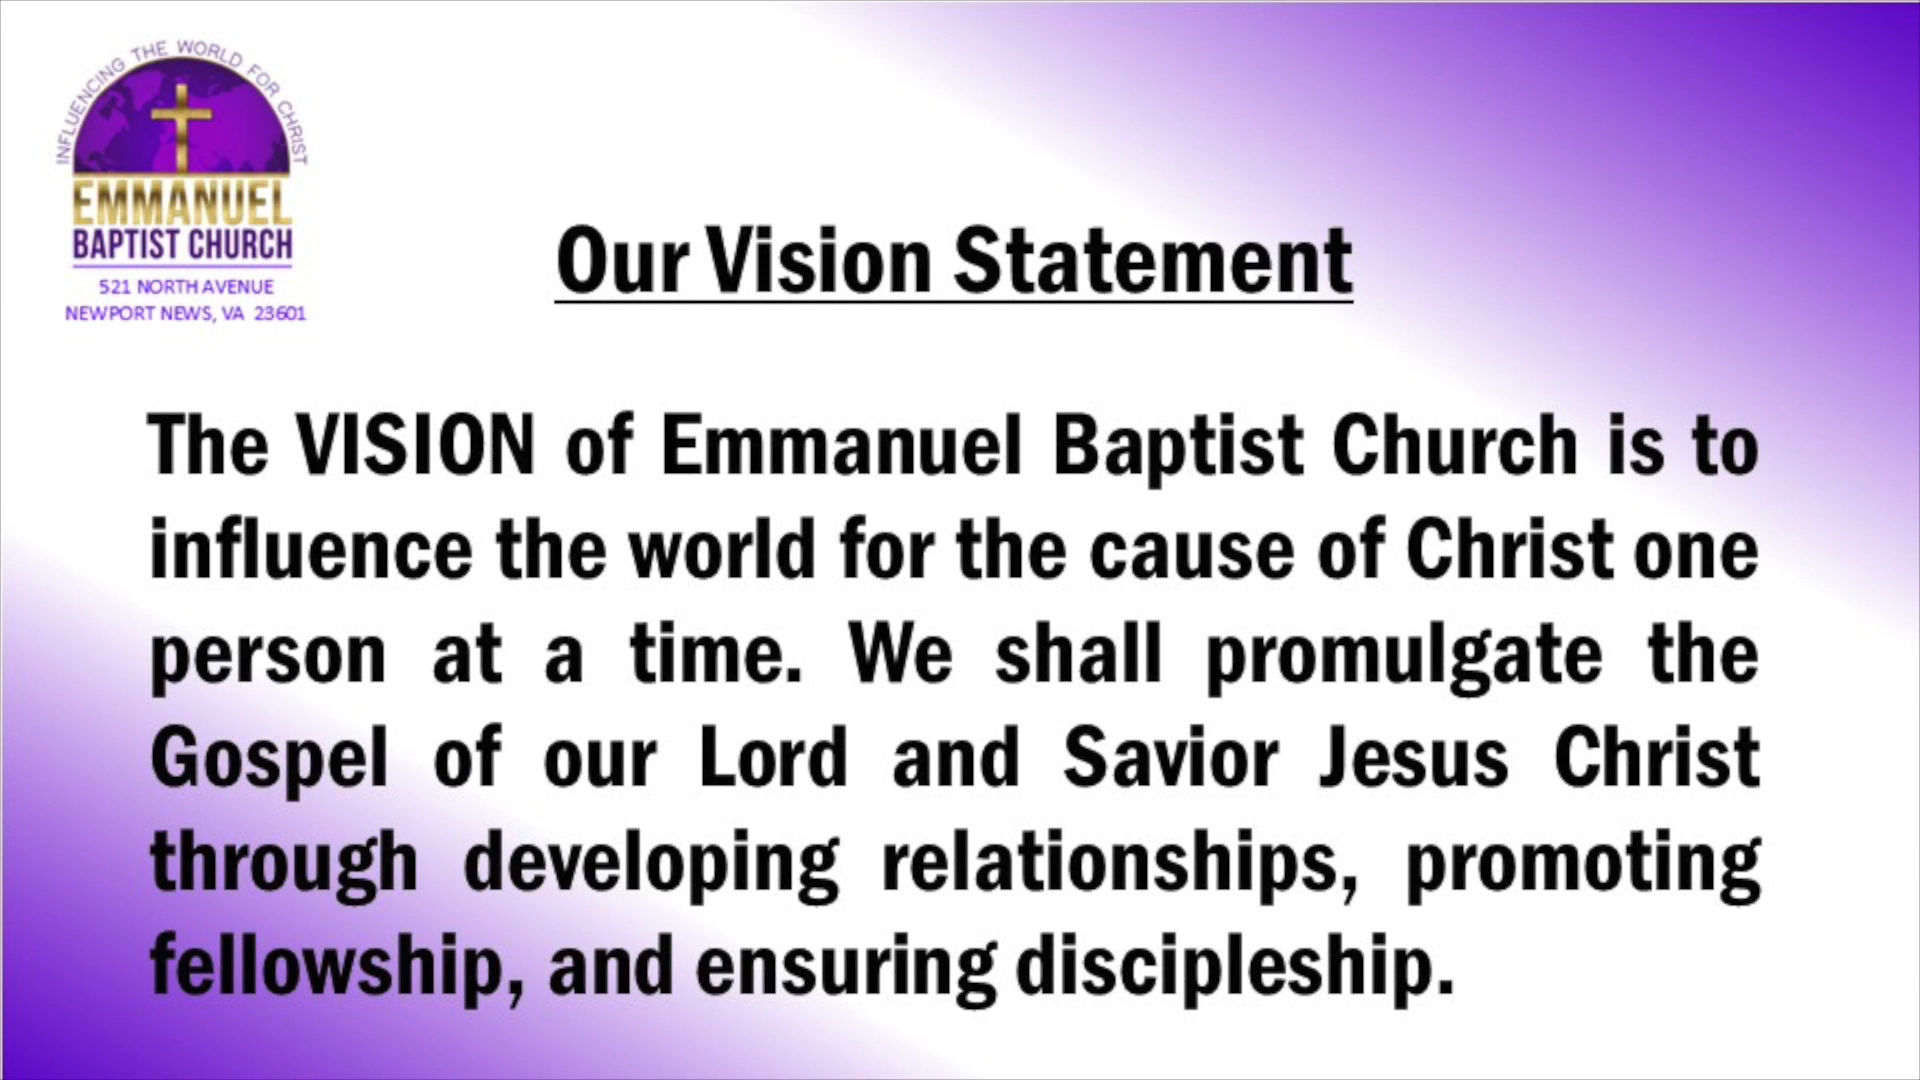 INFLUENCING THE WORLD FOR CHRIST
EMMANUEL
BAPTIST CHURCH
521 NORTH AVENUE
NEWPORT NEWS, VA 23601
Our Vision Statement
The VISION of Emmanuel Baptist Church is to
influence the world for the cause of Christ one
person at a time. We shall promulgate the
Gospel of our Lord and Savior Jesus Christ
through developing relationships, promoting
fellowship, and ensuring discipleship.